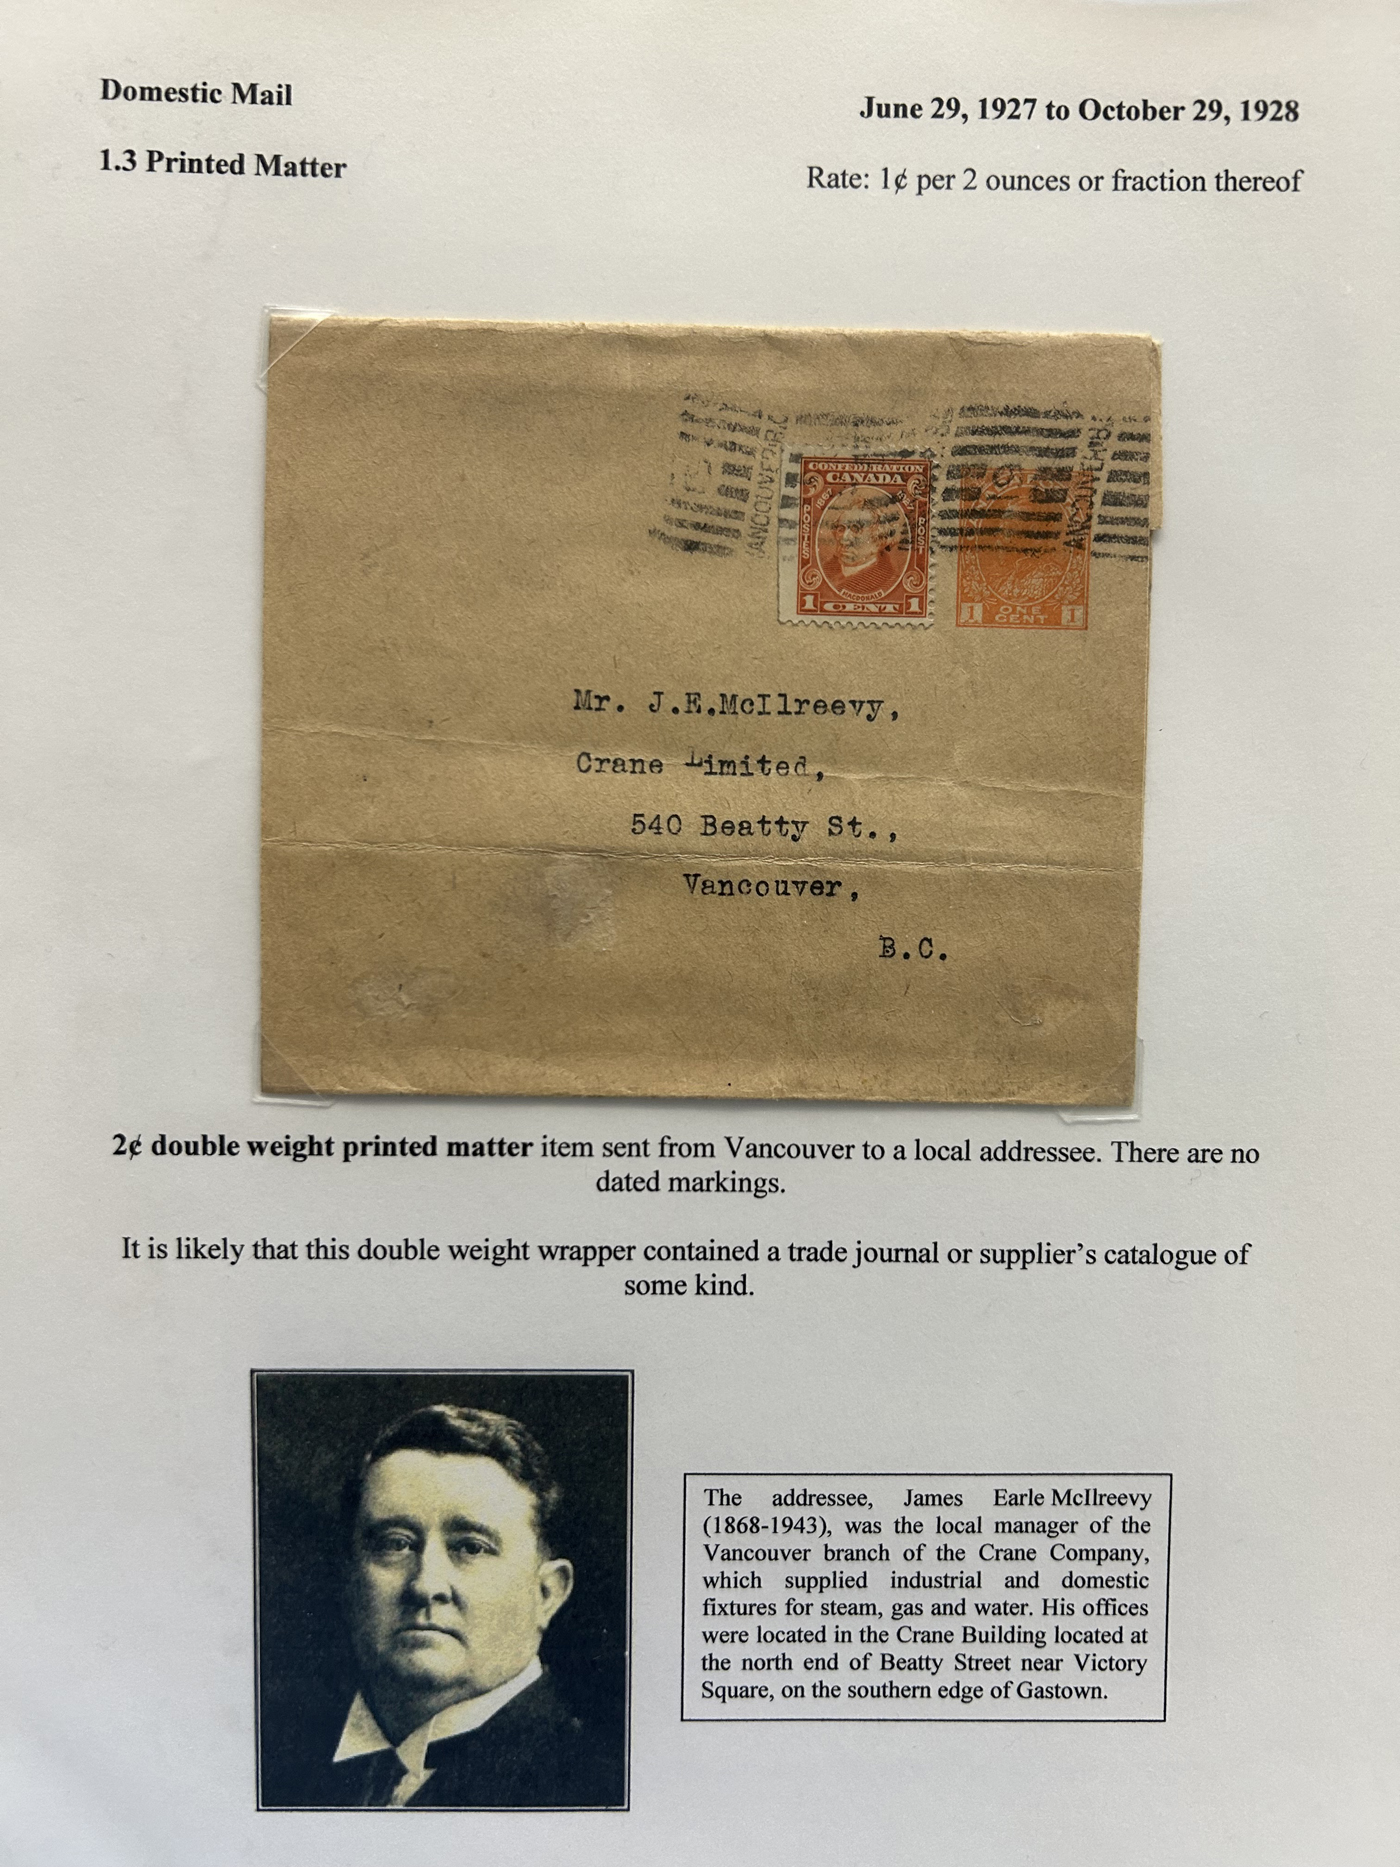 Domestic Mail
June 29, 1927 to October 29, 1928
1.3 Printed Matter
Rate: 1¢ per 2 ounces or fraction thereof
VANCOUVER B.C
VANCOUVER B.
CONFEDERATION
CANADA
1867
POSTES
POST
MACDONALD
1 CENT 1
1 ONE 1
CENT
Mr. J.E.McIlreevy,
Crane Limited,
540 Beatty St.,
Vancouver,
B.C.
2¢ double weight printed matter item sent from Vancouver to a local addressee. There are no
dated markings.
It is likely that this double weight wrapper contained a trade journal or supplier's catalogue of
some kind.
The addressee, James Earle McIlreevy
(1868-1943), was the local manager of the
Vancouver branch of the Crane Company,
which supplied industrial and domestic
fixtures for steam, gas and water. His offices
were located in the Crane Building located at
the north end of Beatty Street near Victory
Square, on the southern edge of Gastown.